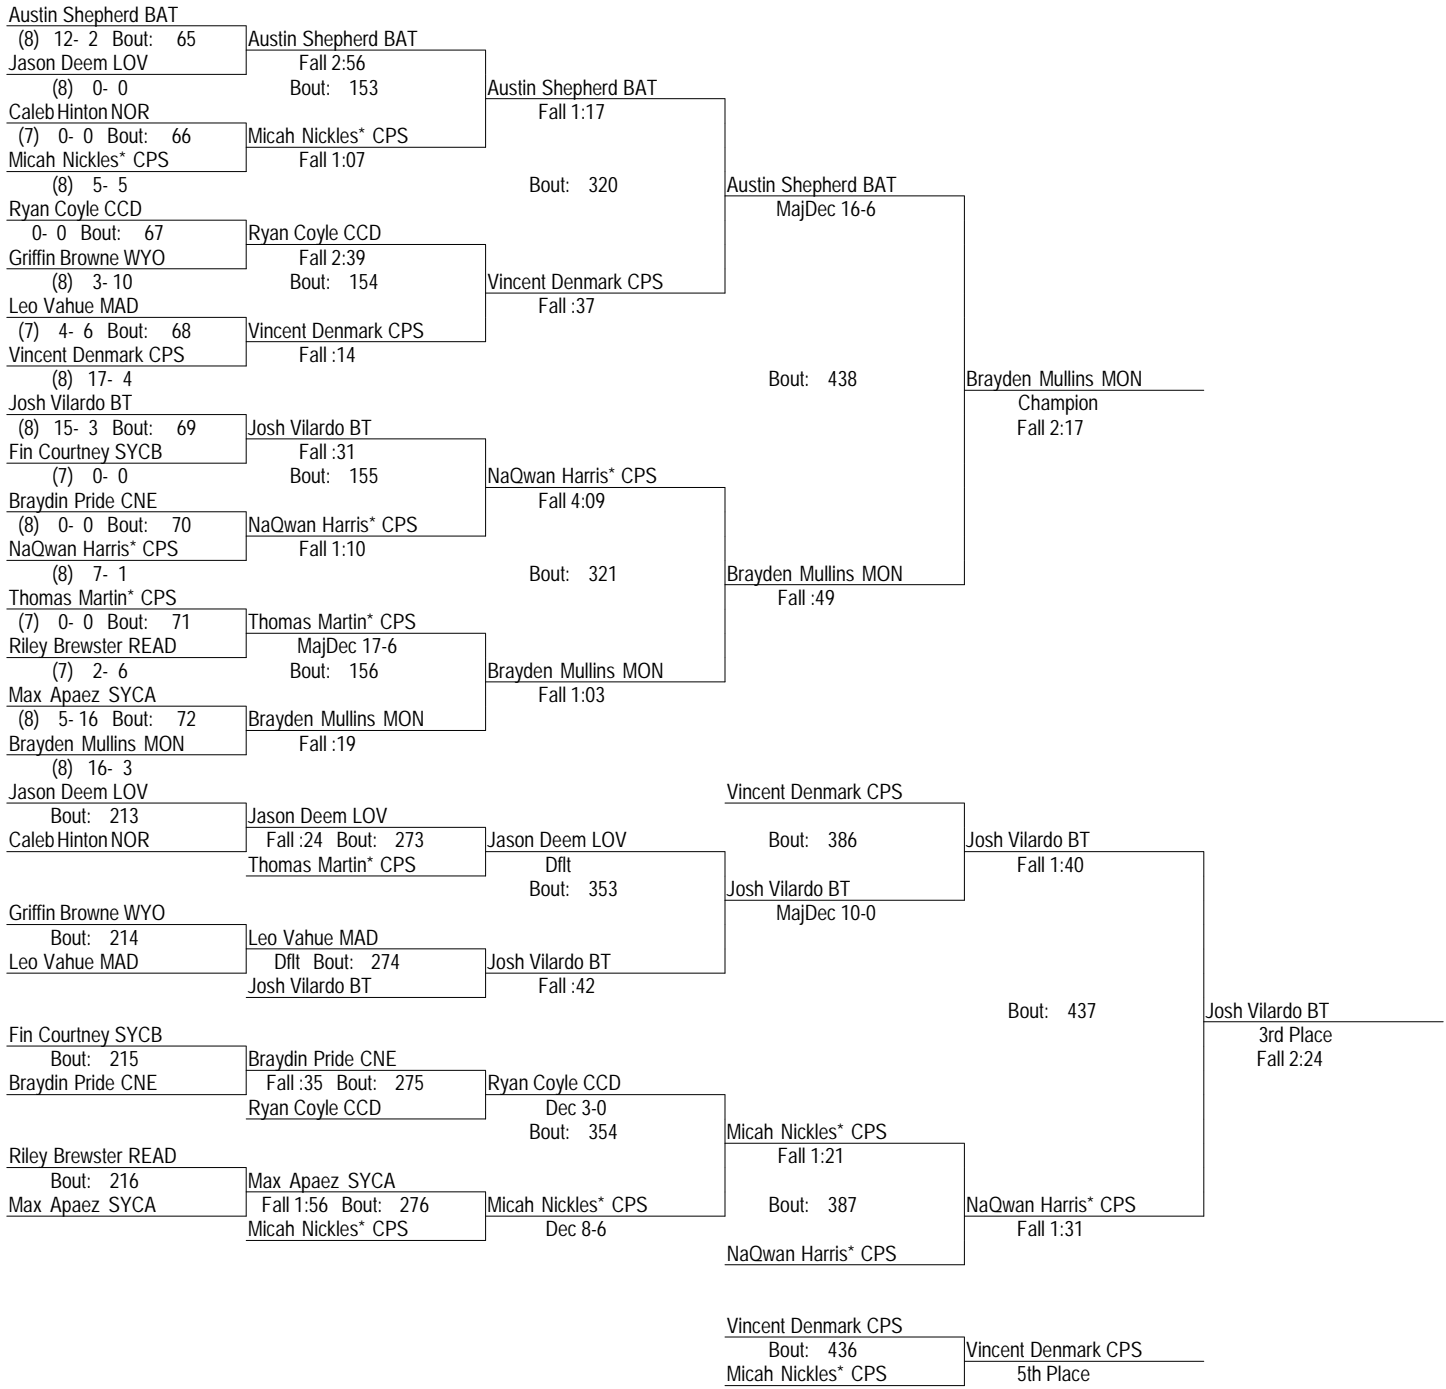 Austin Shepherd BAT
(8) 12- 2 Bout: 65
Jason Deem LOV
(8) 0- 0
Caleb Hinton NOR
(7) 0- 0 Bout: 66
Micah Nickles* CPS
(8) 5- 5
Ryan Coyle CCD
0- 0 Bout: 67
Griffin Browne WYO
(8) 3- 10
Leo Vahue MAD
(7) 4- 6 Bout: 68
Vincent Denmark CPS
(8) 17- 4
Josh Vilardo BT
(8) 15- 3 Bout: 69
Fin Courtney SYCB
(7) 0- 0
Braydin Pride CNE
(8) 0- 0 Bout: 70
NaQwan Harris* CPS
(8) 7- 1
Thomas Martin* CPS
(7) 0- 0 Bout: 71
Riley Brewster READ
(7) 2- 6
Max Apaez SYCA
(8) 5- 16 Bout: 72
Brayden Mullins MON
(8) 16- 3
Austin Shepherd BAT
Fall 2:56
Bout: 153
Micah Nickles* CPS
Fall 1:07
Ryan Coyle CCD
Fall 2:39
Bout: 154
Vincent Denmark CPS
Fall :14
Josh Vilardo BT
Fall :31
Bout: 155
NaQwan Harris* CPS
Fall 1:10
Thomas Martin* CPS
MajDec 17-6
Bout: 156
Brayden Mullins MON
Fall :19
Austin Shepherd BAT
Fall 1:17
Bout: 320
Vincent Denmark CPS
Fall :37
NaQwan Harris* CPS
Fall 4:09
Bout: 321
Brayden Mullins MON
Fall 1:03
Austin Shepherd BAT
MajDec 16-6
Bout: 438
Brayden Mullins MON
Fall :49
Brayden Mullins MON
Champion
Fall 2:17
Jason Deem LOV
Bout: 213
Caleb Hinton NOR
Griffin Browne WYO
Bout: 214
Leo Vahue MAD
Fin Courtney SYCB
Bout: 215
Braydin Pride CNE
Riley Brewster READ
Bout: 216
Max Apaez SYCA
Jason Deem LOV
Fall :24 Bout: 273
Thomas Martin* CPS
Leo Vahue MAD
Dflt Bout: 274
Josh Vilardo BT
Braydin Pride CNE
Fall :35 Bout: 275
Ryan Coyle CCD
Max Apaez SYCA
Fall 1:56 Bout: 276
Micah Nickles* CPS
Jason Deem LOV
Dflt
Bout: 353
Josh Vilardo BT
Fall :42
Ryan Coyle CCD
Dec 3-0
Bout: 354
Micah Nickles* CPS
Dec 8-6
Vincent Denmark CPS
Bout: 386
Josh Vilardo BT
MajDec 10-0
Micah Nickles* CPS
Fall 1:21
Bout: 387
NaQwan Harris* CPS
Josh Vilardo BT
Fall 1:40
Bout: 437
NaQwan Harris* CPS
Fall 1:31
Josh Vilardo BT
3rd Place
Fall 2:24
Vincent Denmark CPS
Bout: 436
Micah Nickles* CPS
Vincent Denmark CPS
5th Place